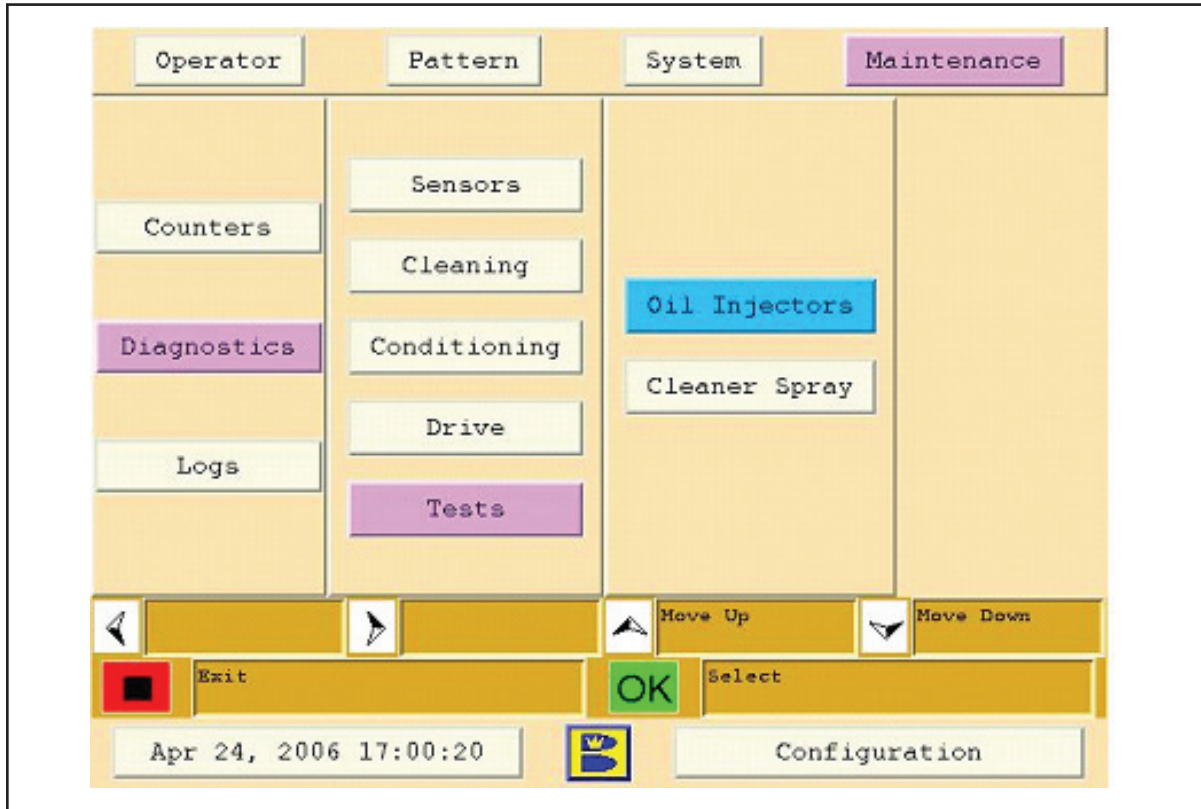 Operator
Pattern
System
Maintenance
Counters
Diagnostics
Logs
Sensors
Cleaning
Conditioning
Drive
Tests
Oil Injectors
Cleaner Spray
Move Up
Move Down
Exit
OK
Select
Apr 24, 2006 17:00:20
Configuration